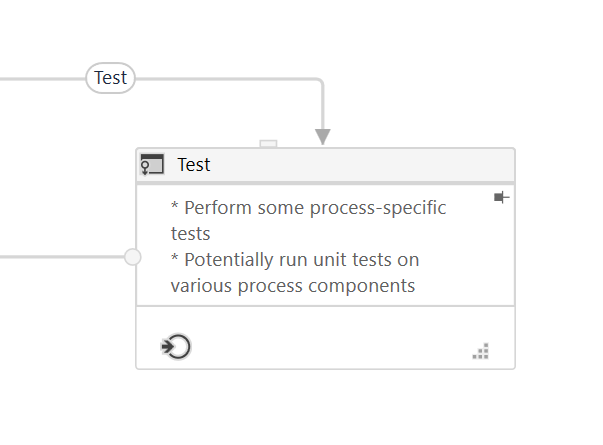 Test
Test
* Perform some process-specific
tests
* Potentially run unit tests on
various process components